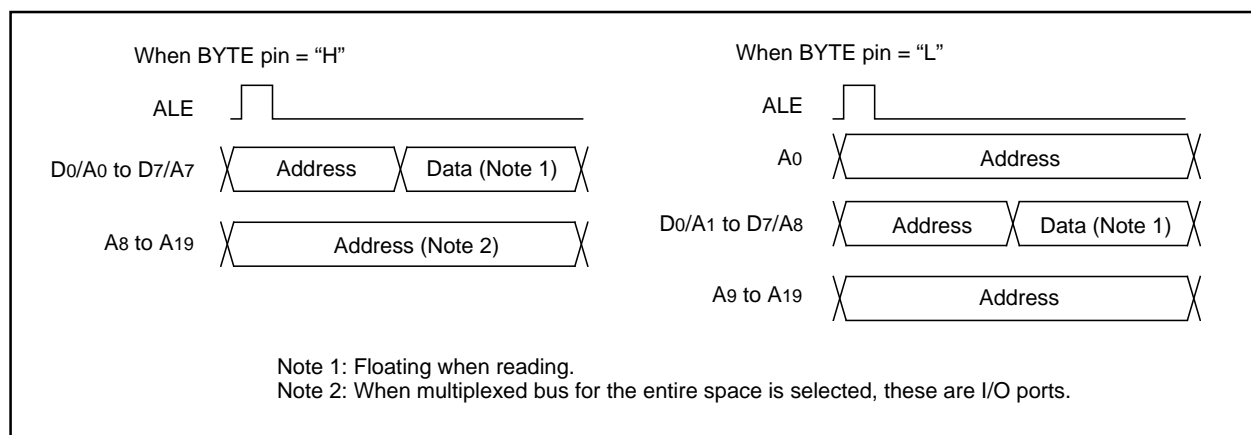 When BYTE pin = “H”
ALE
D0/A0 to D7/A7
Address
Data (Note 1)
A8 to A19
Address (Note 2)
When BYTE pin = “L”
ALE
A0
Address
D0/A1 to D7/A8
Address
Data (Note 1)
A9 to A19
Address
Note 1: Floating when reading.
Note 2: When multiplexed bus for the entire space is selected, these are I/O ports.